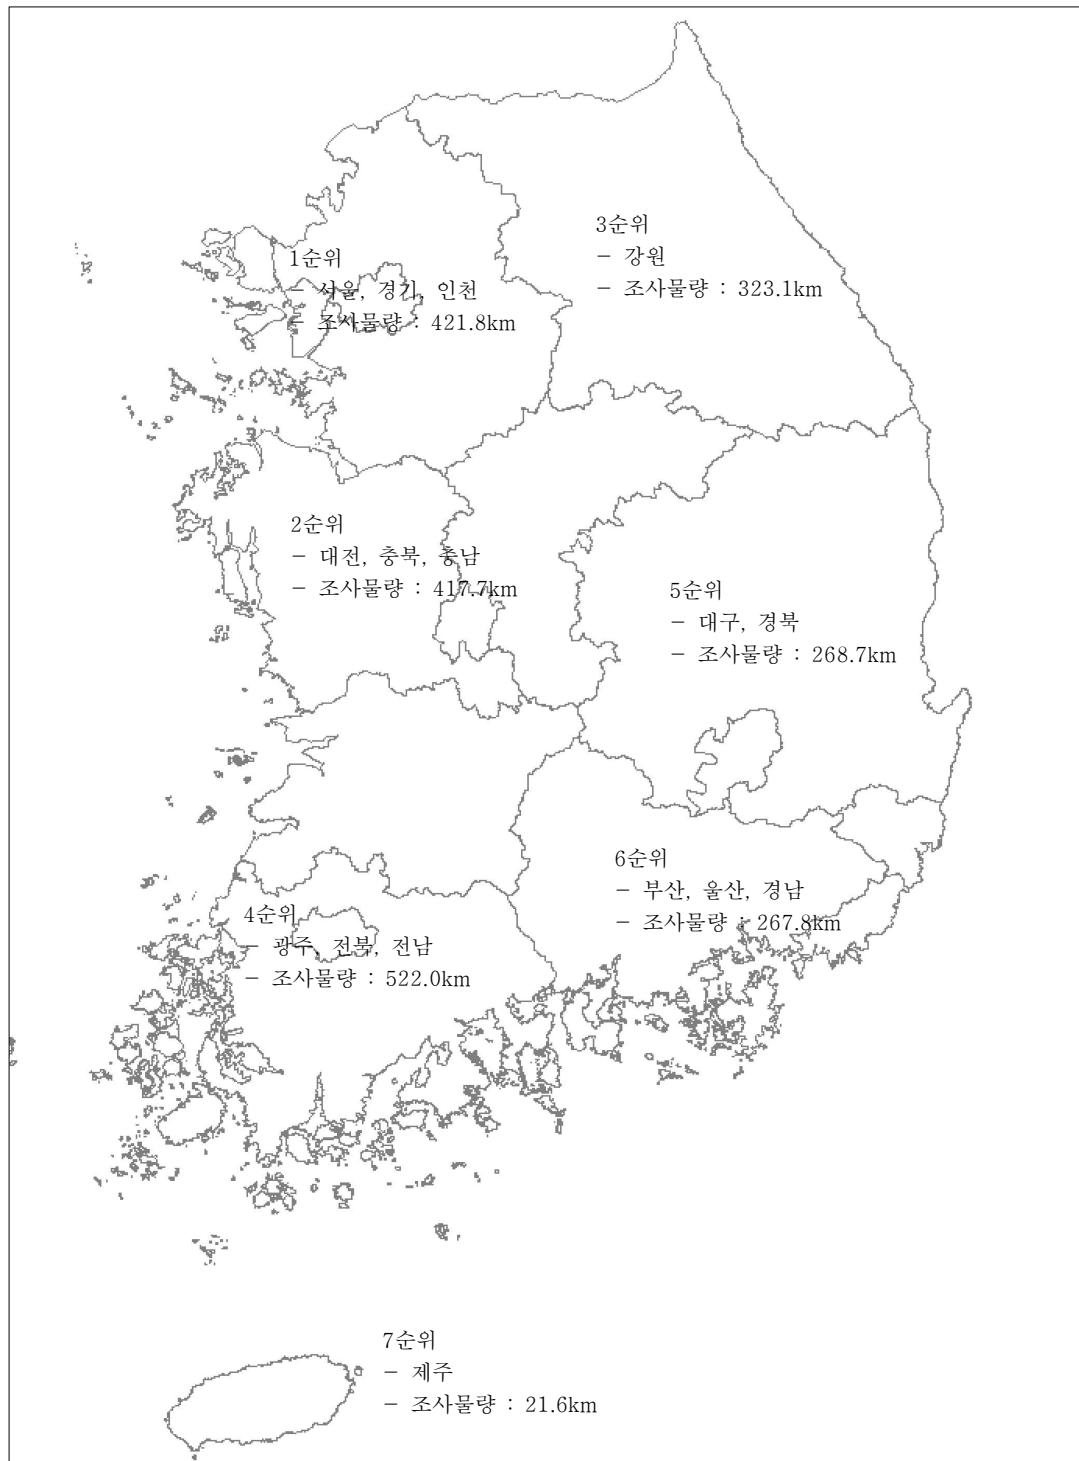 3순위
- 강원
- 조사물량 : 323.1km
1순위
- 서울, 경기, 인천
- 조사물량 : 421.8km
2순위
- 대전, 충북, 충남
- 조사물량 : 417.7km
5순위
- 대구, 경북
- 조사물량 : 268.7km
6순위
- 부산, 울산, 경남
- 조사물량 : 267.8km
4순위
- 광주, 전북, 전남
- 조사물량 : 522.0km
7순위
- 제주
- 조사물량 : 21.6km